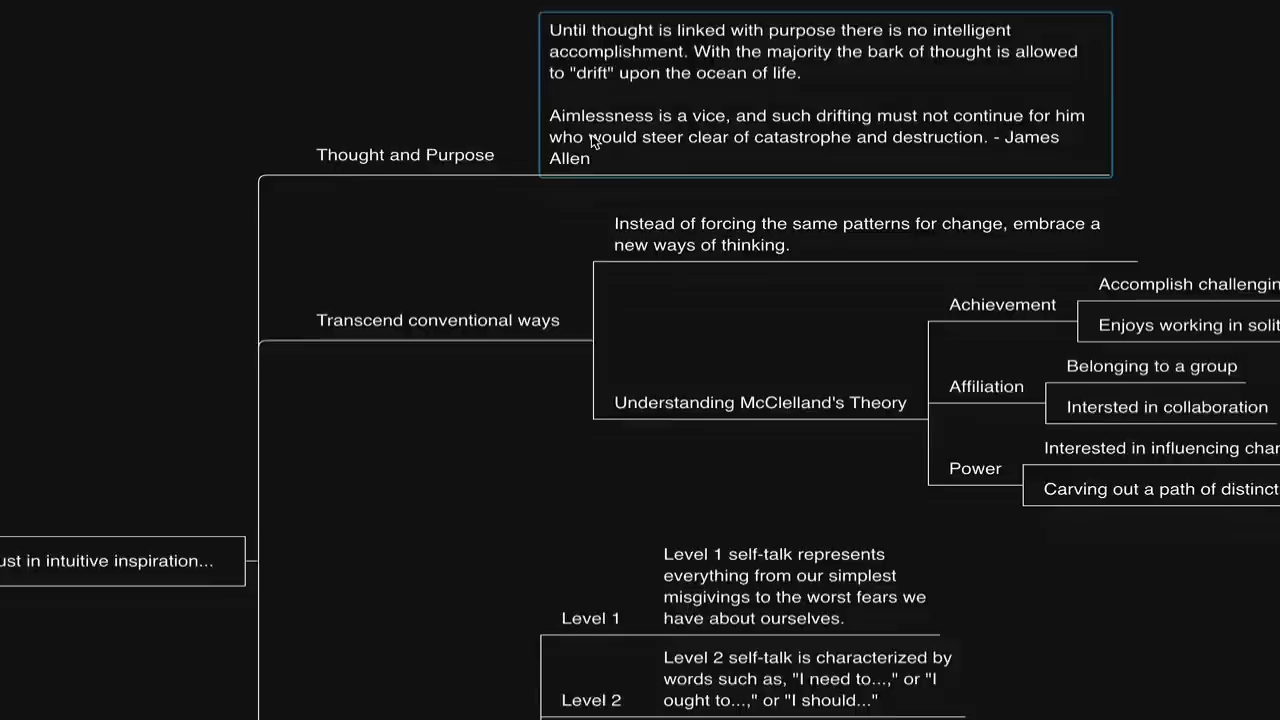 Until thought is linked with purpose there is no intelligent
accomplishment. With the majority the bark of thought is allowed
to "drift" upon the ocean of life.
Aimlessness is a vice, and such drifting must not continue for him
who would steer clear of catastrophe and destruction. - James
Allen
Thought and Purpose
Instead of forcing the same patterns for change, embrace a
new ways of thinking.
Transcend conventional ways
Understanding McClelland's Theory
Achievement
Accomplish challengin
Enjoys working in solit
Affiliation
Belonging to a group
Intersted in collaboration
Power
Interested in influencing char
Carving out a path of distinct
ust in intuitive inspiration...
Level 1
Level 1 self-talk represents
everything from our simplest
misgivings to the worst fears we
have about ourselves.
Level 2
Level 2 self-talk is characterized by
words such as, "I need to...," or "I
ought to...," or "I should..."